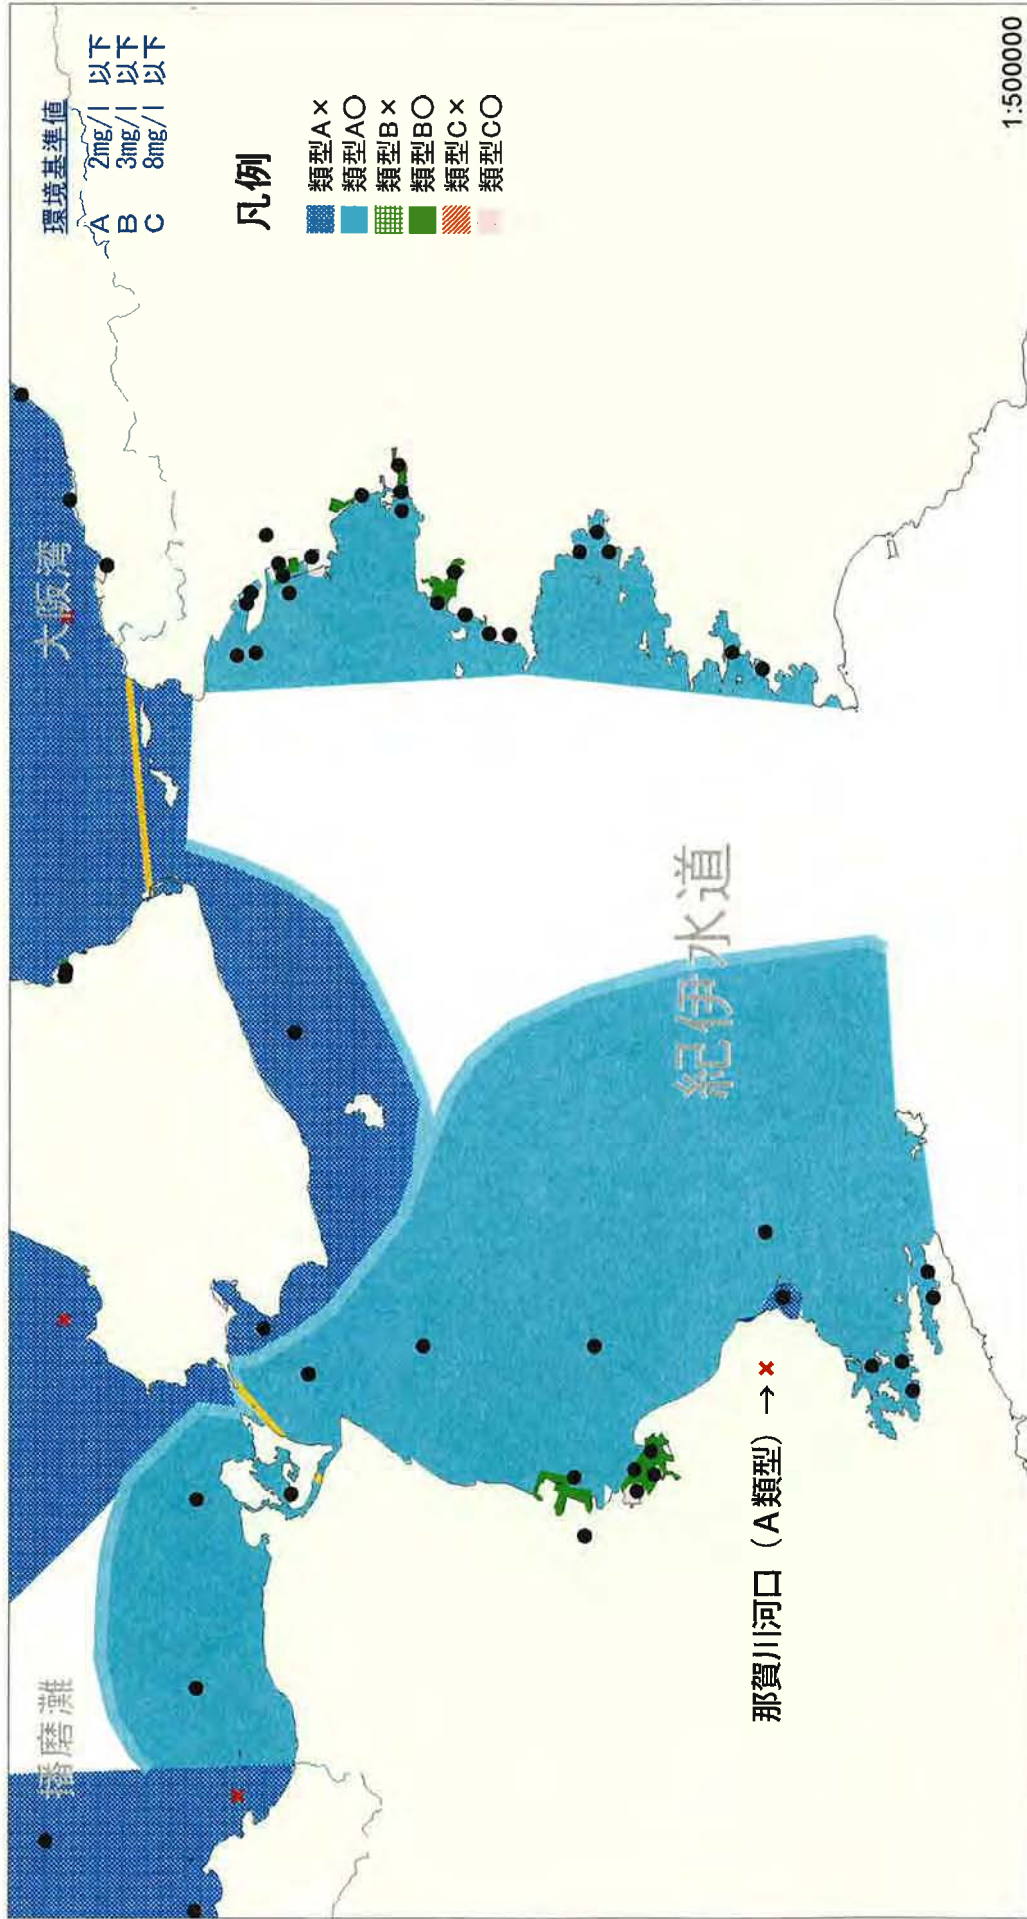 環境基準値
A 2mg/l 以下
B 3mg/l 以下
C 8mg/l 以下
凡例
類型A×
類型A○
類型B×
類型B○
類型C×
類型C○
大阪湾
播磨灘
紀伊水道
那賀川河口（A類型）→×
1:500000